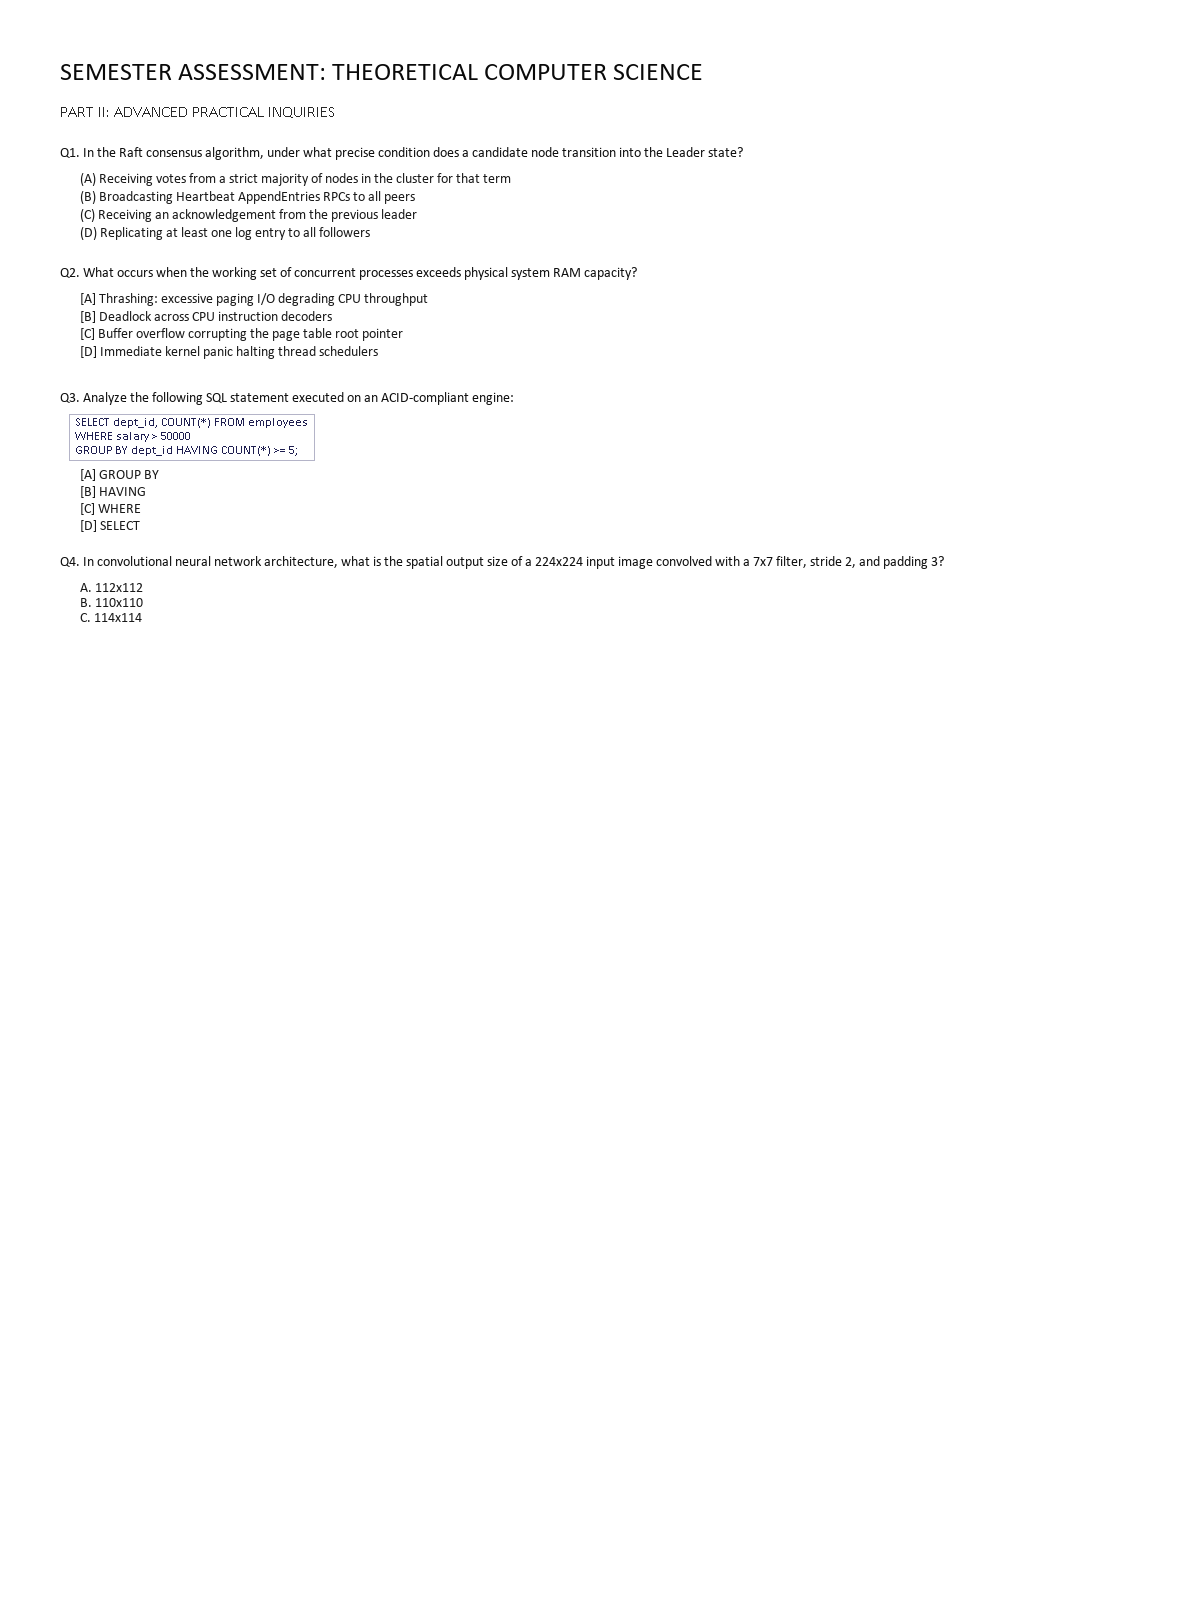 SEMESTER ASSESSMENT: THEORETICAL COMPUTER SCIENCE
PART II: ADVANCED PRACTICAL INQUIRIES
Q1. In the Raft consensus algorithm, under what precise condition does a candidate node transition into the Leader state?
(A) Receiving votes from a strict majority of nodes in the cluster for that term
(B) Broadcasting Heartbeat AppendEntries RPCs to all peers
(C) Receiving an acknowledgement from the previous leader
(D) Replicating at least one log entry to all followers
Q2. What occurs when the working set of concurrent processes exceeds physical system RAM capacity?
[A] Thrashing: excessive paging I/O degrading CPU throughput
[B] Deadlock across CPU instruction decoders
[C] Buffer overflow corrupting the page table root pointer
[D] Immediate kernel panic halting thread schedulers
Q3. Analyze the following SQL statement executed on an ACID-compliant engine:
SELECT dept_id, COUNT(*) FROM employees
WHERE salary > 50000
GROUP BY dept_id HAVING COUNT(*) >= 5;
[A] GROUP BY
[B] HAVING
[C] WHERE
[D] SELECT
Q4. In convolutional neural network architecture, what is the spatial output size of a 224x224 input image convolved with a 7x7 filter, stride 2, and padding 3?
A. 112x112
B. 110x110
C. 114x114